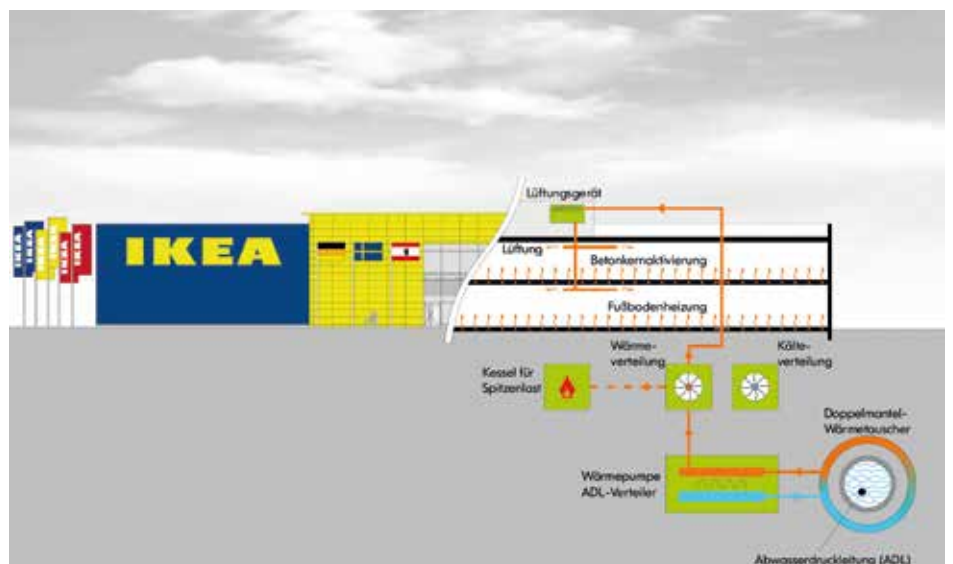 IKEA
IKEA
IKEA
IKEA
IKEA
IKEA
Lüftungsgerät
Lüftung
Betonkernaktivierung
Fußbodenheizung
Wärme-
verteilung
Kälte-
verteilung
Kessel für
Spitzenlast
Doppelmantel-
Wärmetauscher
Wärmepumpe
ADL-Verteiler
Abwasserdruckleitung (ADL)